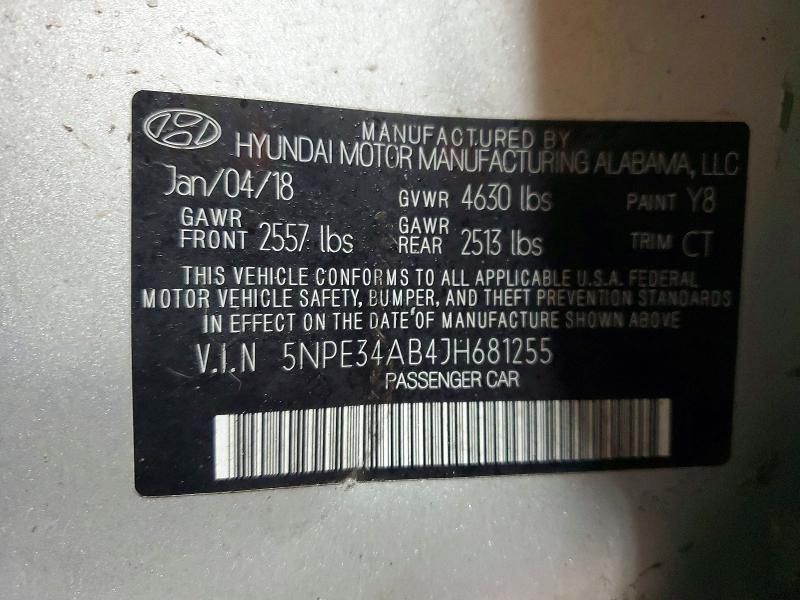 MANUFACTURED BY
HYUNDAI MOTOR MANUFACTURING ALABAMA, LLC
Jan/04/18 GVWR 4630 lbs PAINT Y8
GAWR FRONT 2557 lbs GAWR REAR 2513 lbs TRIM CT
THIS VEHICLE CONFORMS TO ALL APPLICABLE U.S.A. FEDERAL
MOTOR VEHICLE SAFETY, BUMPER, AND THEFT PREVENTION STANDARDS
IN EFFECT ON THE DATE OF MANUFACTURE SHOWN ABOVE
V.I.N 5NPE34AB4JH681255
PASSENGER CAR